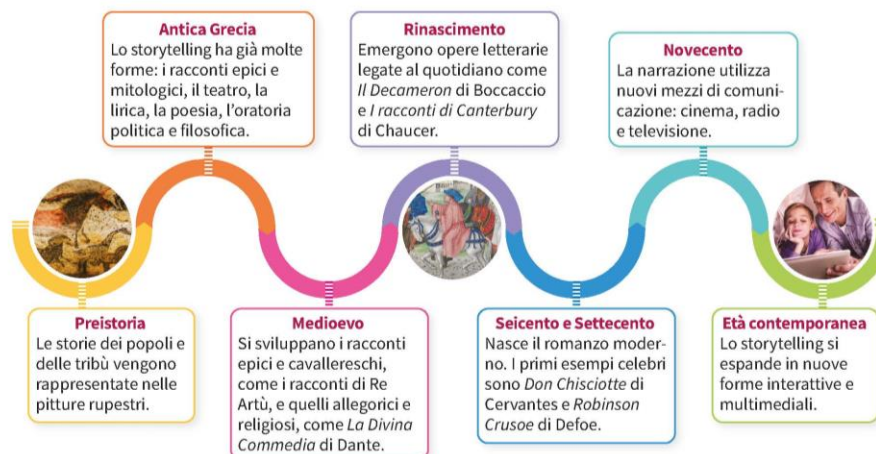 Antica Grecia
Lo storytelling ha già molte
forme: i racconti epici e
mitologici, il teatro, la
lirica, la poesia, l’oratoria
politica e filosofica.
Rinascimento
Emergono opere letterarie
legate al quotidiano come
Il Decameron di Boccaccio
e I racconti di Canterbury
di Chaucer.
Novecento
La narrazione utilizza
nuovi mezzi di comuni-
cazione: cinema, radio
e televisione.
Preistoria
Le storie dei popoli e
delle tribù vengono
rappresentate nelle
pitture rupestri.
Medioevo
Si sviluppano i racconti
epici e cavallereschi,
come i racconti di Re
Artù, e quelli allegorici e
religiosi, come La Divina
Commedia di Dante.
Seicento e Settecento
Nasce il romanzo moder-
no. I primi esempi celebri
sono Don Chisciotte di
Cervantes e Robinson
Crusoe di Defoe.
Età contemporanea
Lo storytelling si
espande in nuove
forme interattive e
multimediali.